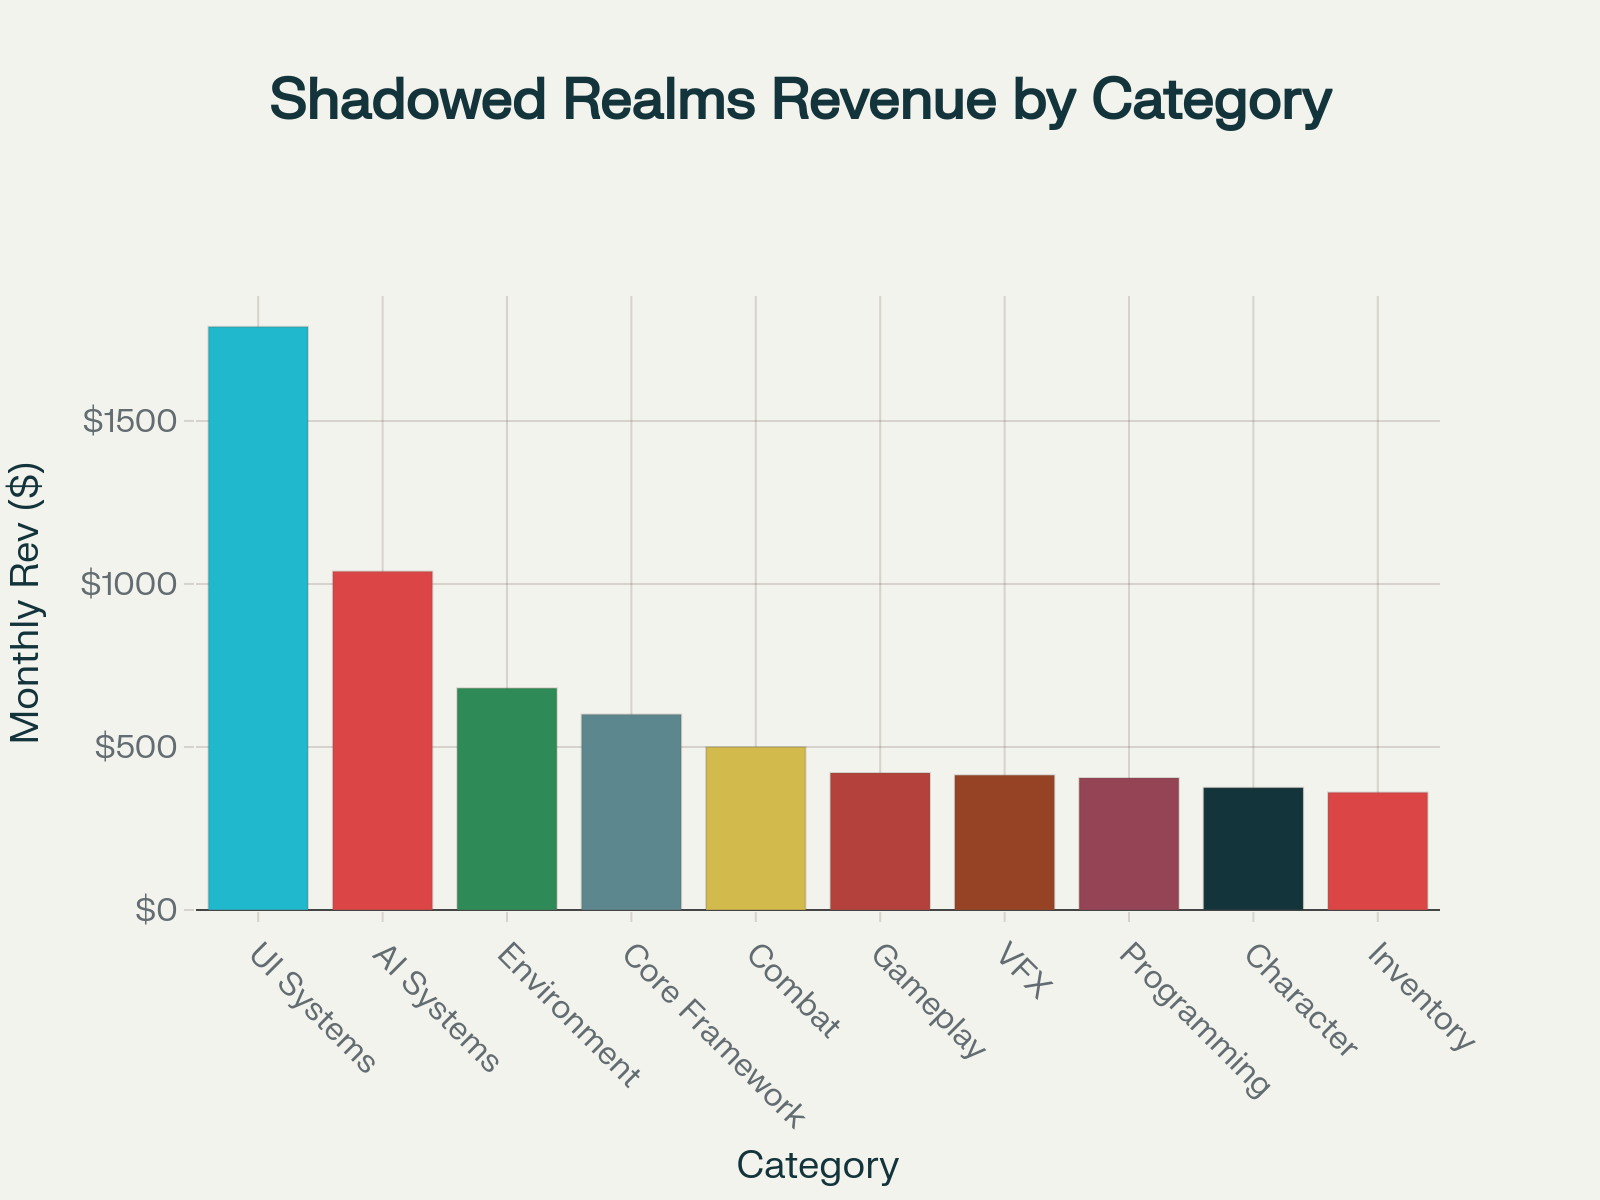 Shadowed Realms Revenue by Category
Monthly Rev ($)
$1500
$1000
$500
$0
UI Systems
AI Systems
Environment
Core Framework
Combat
Gameplay
VFX
Programming
Character
Inventory
Category